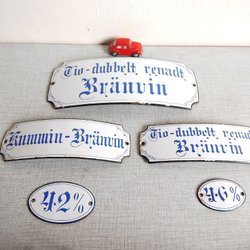 Tio-dubbelt renadt
Bränvin
Kummin-Bränvin
Tio-dubbelt renadt
Bränvin
42%
46%